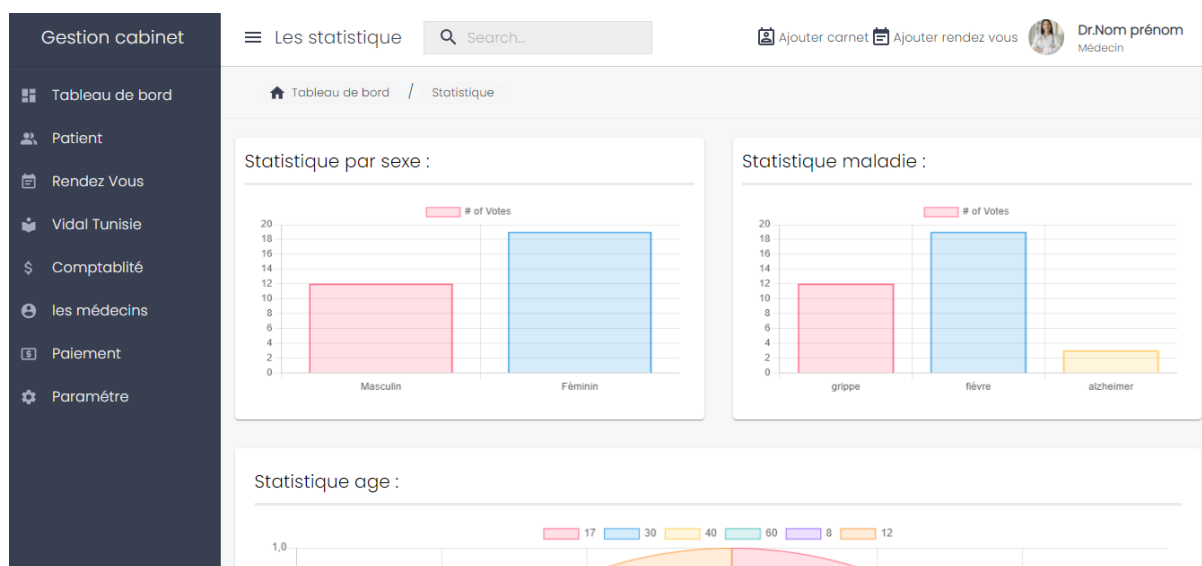 Gestion cabinet
Les statistique
Search...
Ajouter carnet
Ajouter rendez vous
Dr.Nom prénom
Médecin
Tableau de bord
Patient
Rendez Vous
Vidal Tunisie
$ Comptablité
les médecins
Paiement
Paramétre
Tableau de bord / Statistique
Statistique par sexe :
# of Votes
20
18
16
14
12
10
8
6
4
2
0
Masculin Féminin
Statistique maladie :
# of Votes
20
18
16
14
12
10
8
6
4
2
0
grippe fièvre alzheimer
Statistique age :
17 30 40 60 8 12
1,0